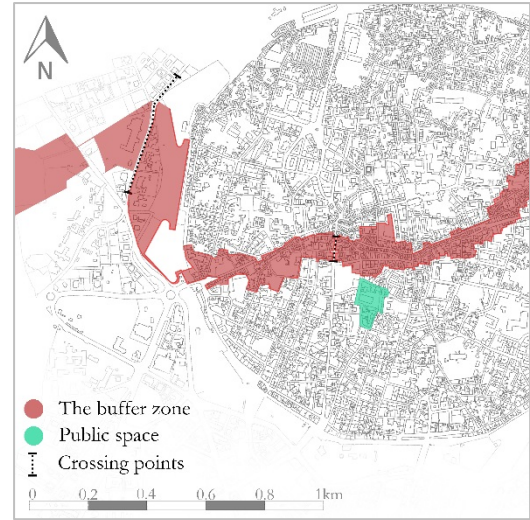 N
The buffer zone
Public space
Crossing points
0 0.2 0.4 0.6 0.8 1km